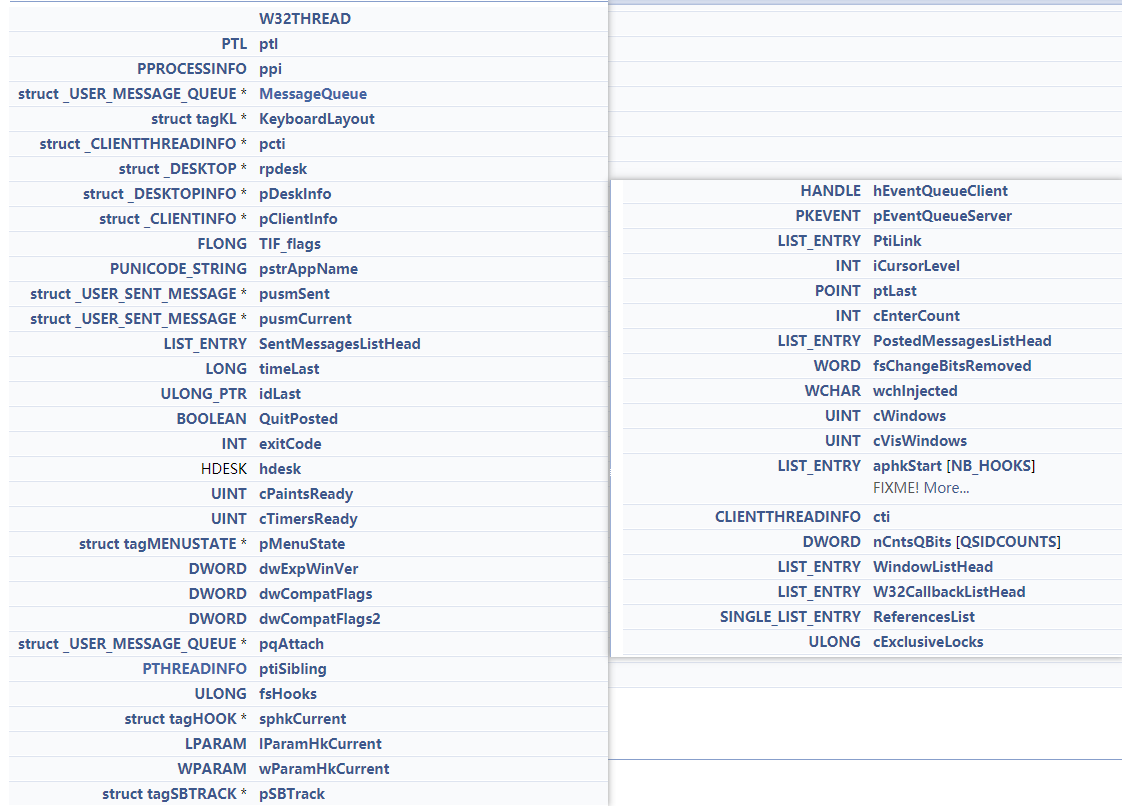 W32THREAD
PTL ptl
PPROCESSINFO ppi
struct _USER_MESSAGE_QUEUE * MessageQueue
struct tagKL * KeyboardLayout
struct _CLIENTTHREADINFO * pcti
struct _DESKTOP * rpdesk
struct _DESKTOPINFO * pDeskInfo
struct _CLIENTINFO * pClientInfo
FLONG TIF_flags
PUNICODE_STRING pstrAppName
struct _USER_SENT_MESSAGE * pusmSent
struct _USER_SENT_MESSAGE * pusmCurrent
LIST_ENTRY SentMessagesListHead
LONG timeLast
ULONG_PTR idLast
BOOLEAN QuitPosted
INT exitCode
HDESK hdesk
UINT cPaintsReady
UINT cTimersReady
struct tagMENUSTATE * pMenuState
DWORD dwExpWinVer
DWORD dwCompatFlags
DWORD dwCompatFlags2
struct _USER_MESSAGE_QUEUE * pqAttach
PTHREADINFO ptiSibling
ULONG fsHooks
struct tagHOOK * sphkCurrent
LPARAM lParamHkCurrent
WPARAM wParamHkCurrent
struct tagSBTRACK * pSBTrack
HANDLE hEventQueueClient
PKEVENT pEventQueueServer
LIST_ENTRY PtiLink
INT iCursorLevel
POINT ptLast
INT cEnterCount
LIST_ENTRY PostedMessagesListHead
WORD fsChangeBitsRemoved
WCHAR wchInjected
UINT cWindows
UINT cVisWindows
LIST_ENTRY aphkStart [NB_HOOKS]
FIXME! More...
CLIENTTHREADINFO cti
DWORD nCntsQBits [QSIDCOUNTS]
LIST_ENTRY WindowListHead
LIST_ENTRY W32CallbackListHead
SINGLE_LIST_ENTRY ReferencesList
ULONG cExclusiveLocks